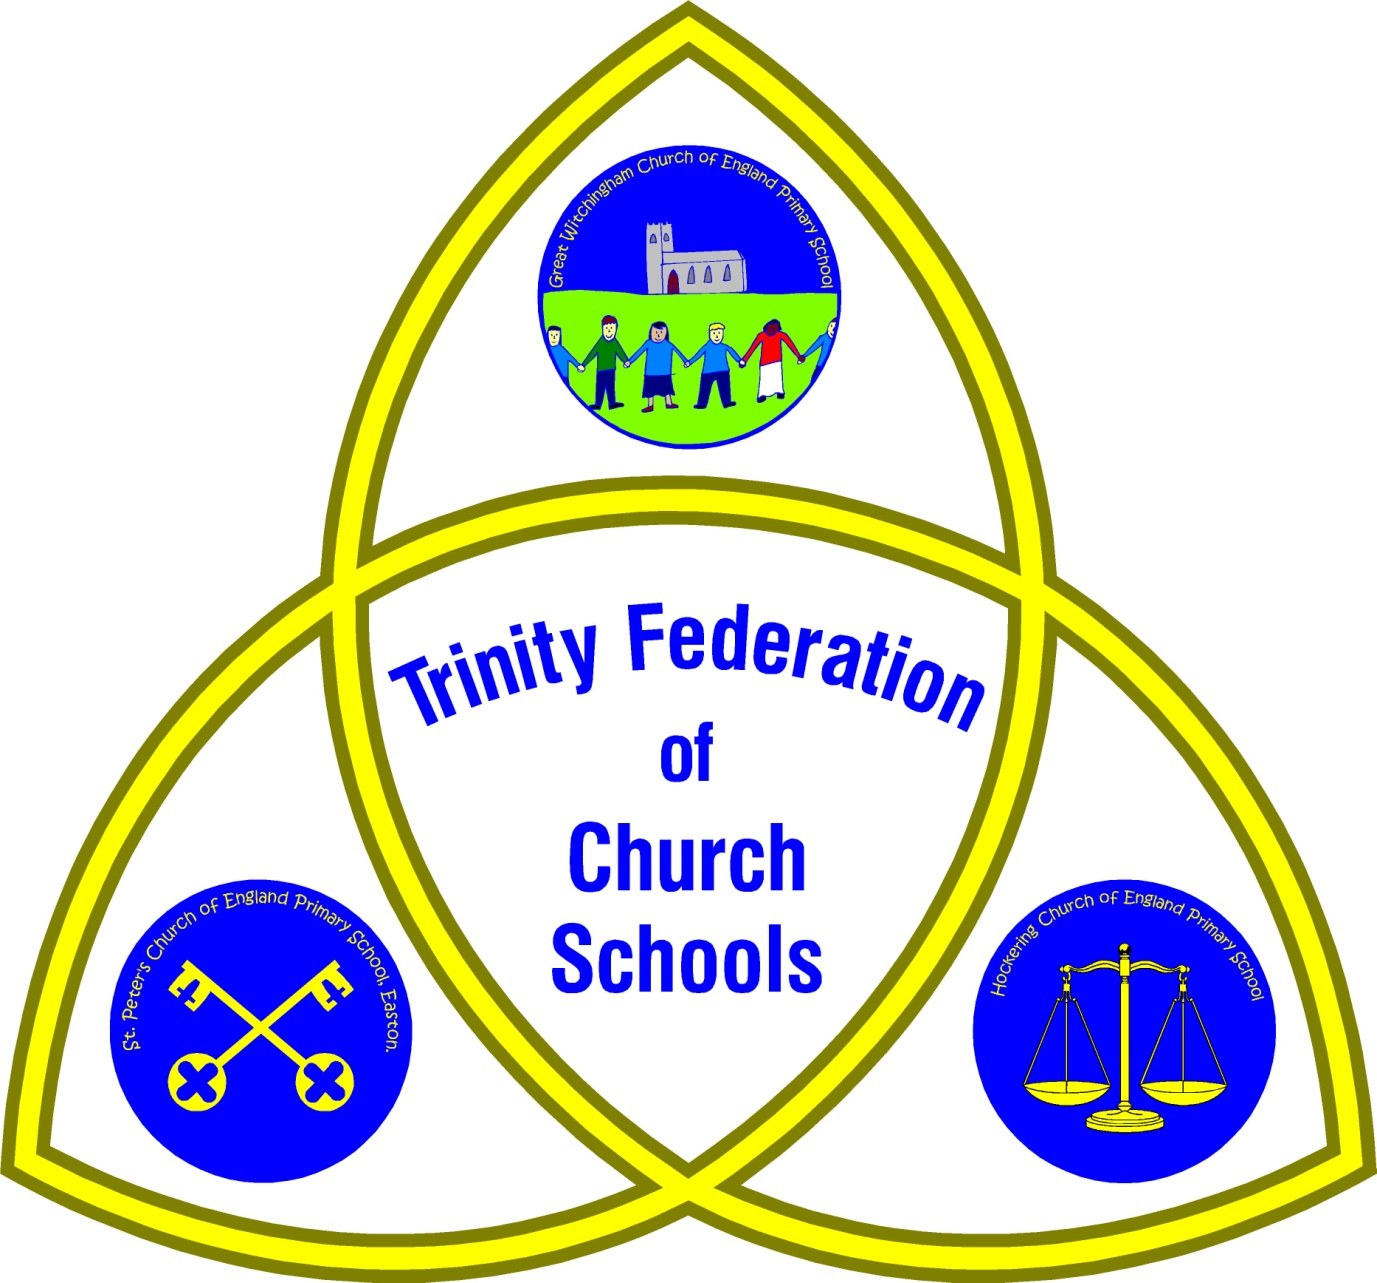 Great Witchingham Church of England Primary School
Trinity Federation
of
Church
Schools
St. Peter's Church of England Primary School, Easton.
Hockering Church of England Primary School